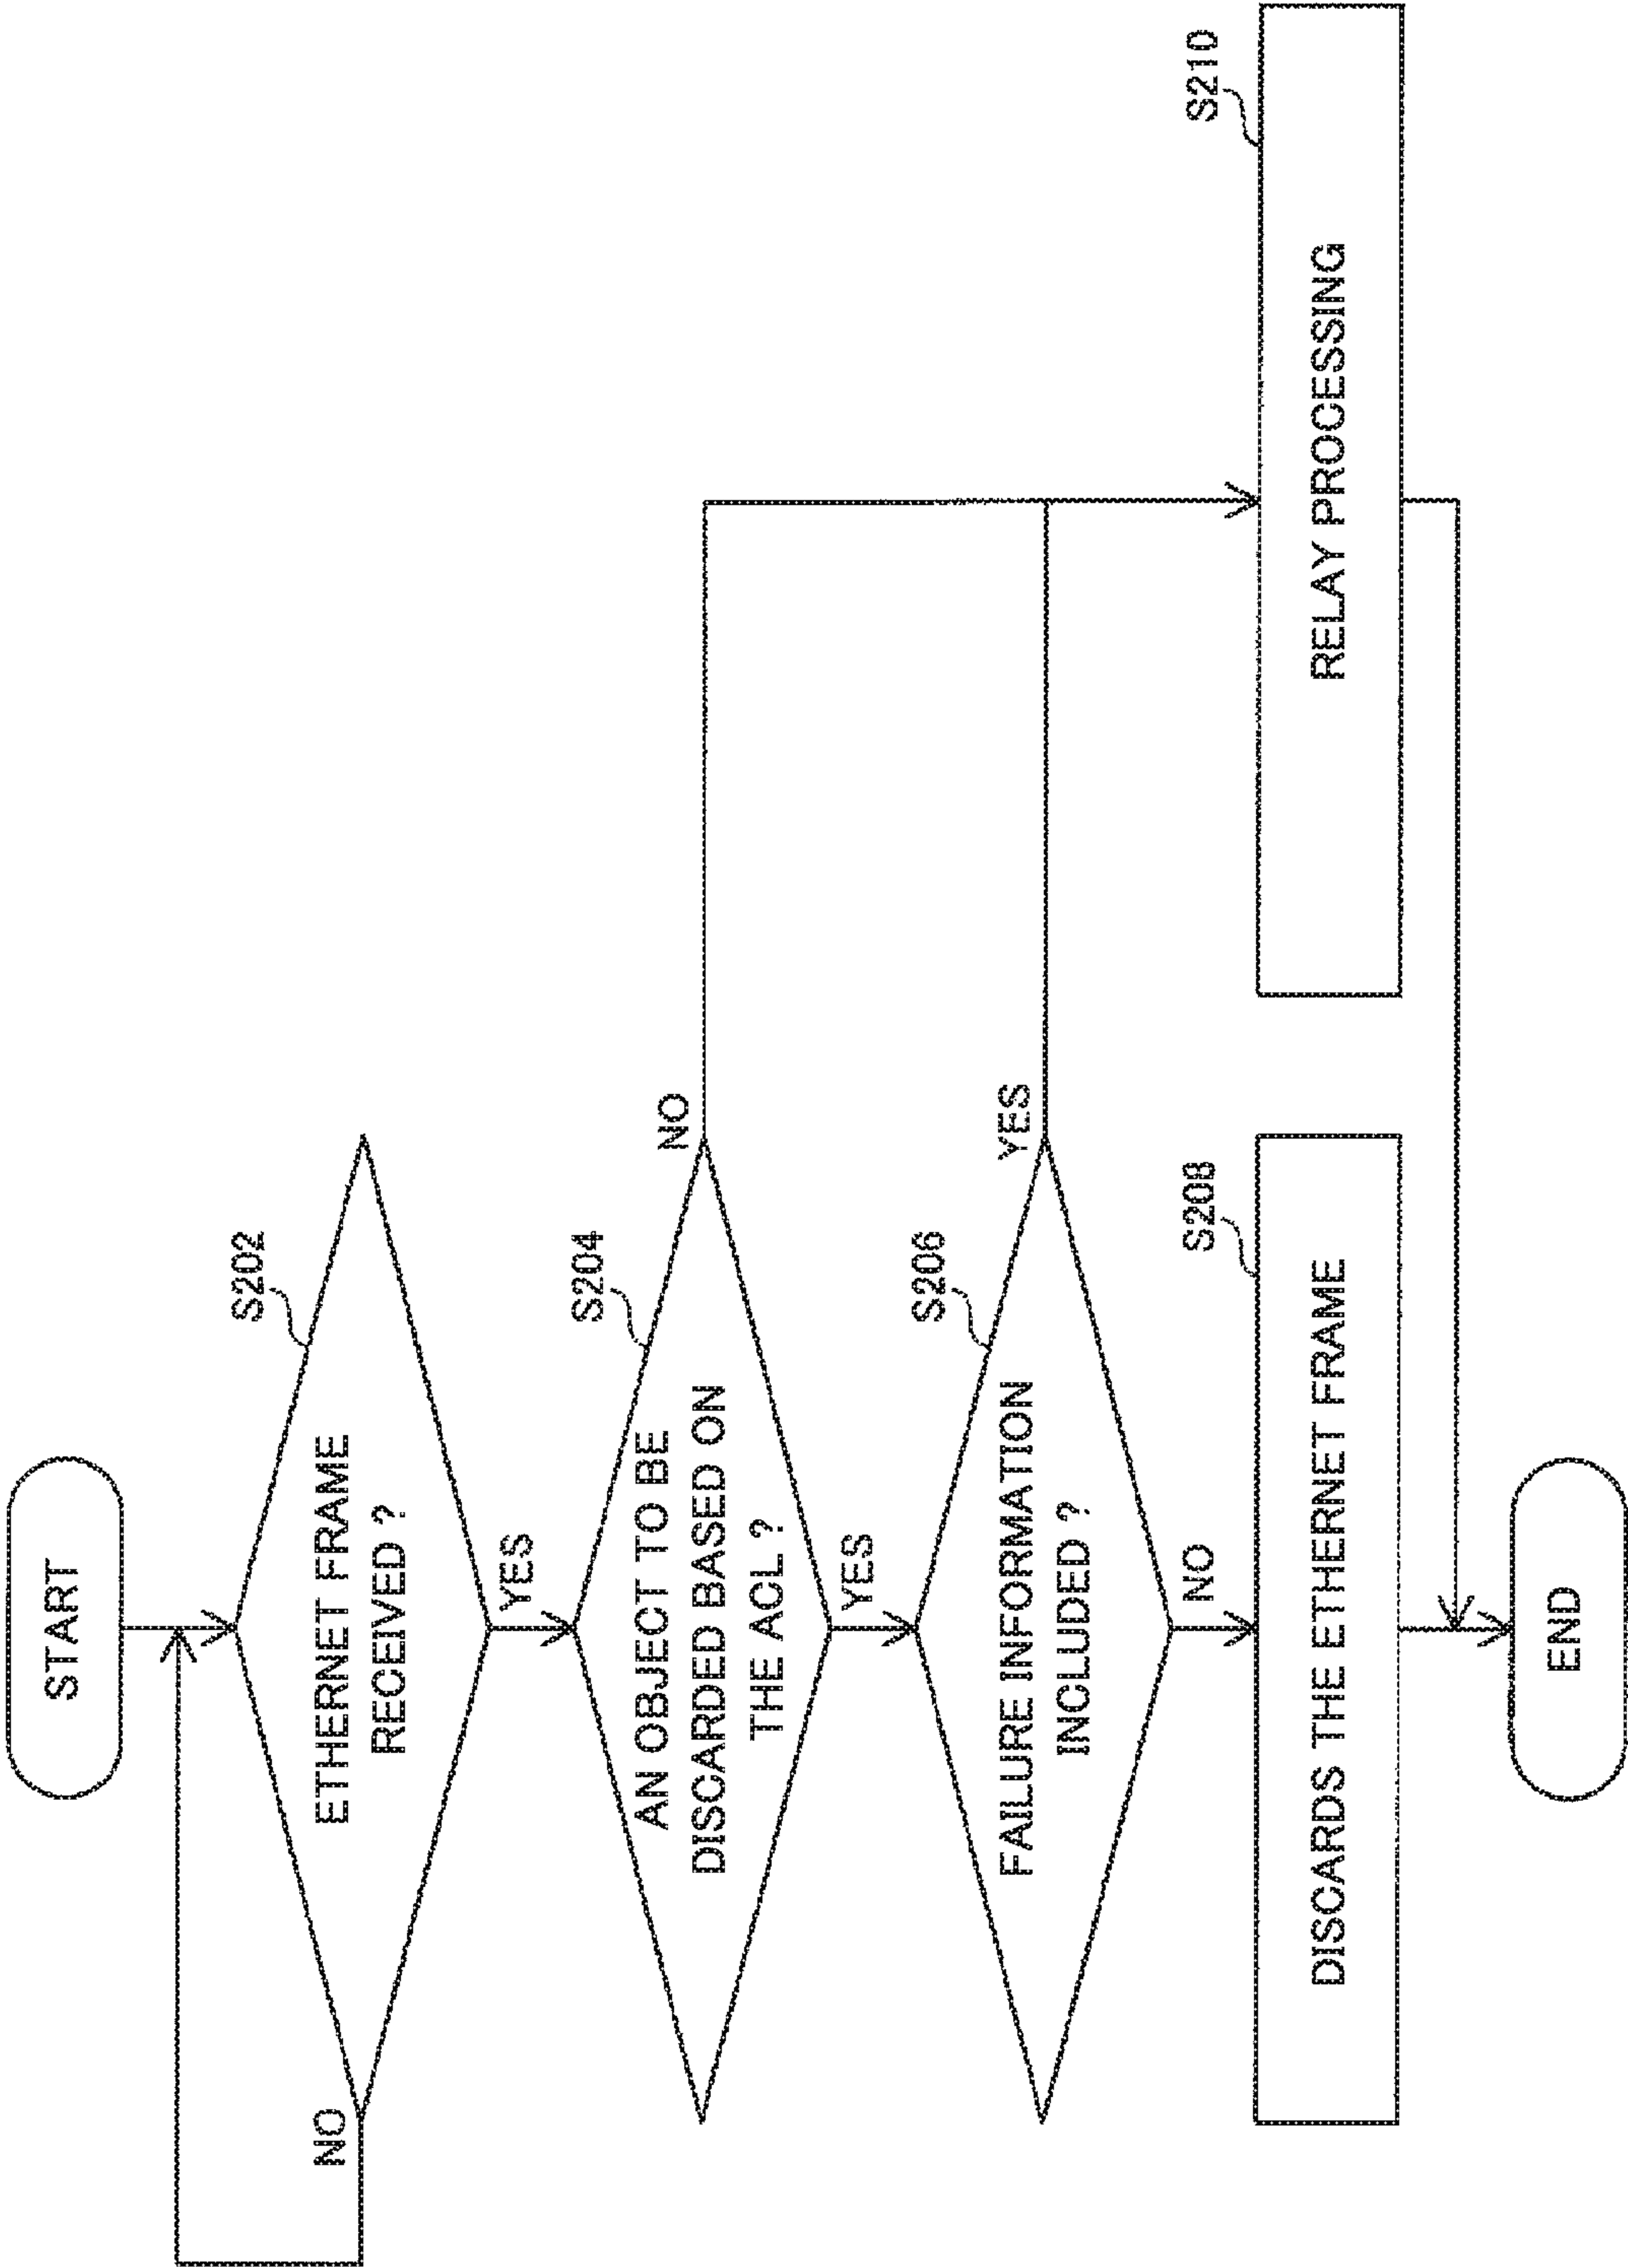 START
S202
ETHERNET FRAME
RECEIVED ?
NO
YES
S204
AN OBJECT TO BE
DISCARDED BASED ON
THE ACL ?
NO
YES
S206
FAILURE INFORMATION
INCLUDED ?
YES
NO
S208
DISCARDS THE ETHERNET FRAME
S210
RELAY PROCESSING
END